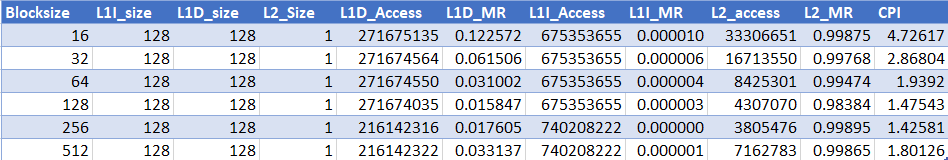 Blocksize L1I_size L1D_size L2_Size L1D_Access L1D_MR L1I_Access L1I_MR L2_access L2_MR CPI
16 128 128 1 271675135 0.122572 675353655 0.000010 33306651 0.99875 4.72617
32 128 128 1 271674564 0.061506 675353655 0.000006 16713550 0.99768 2.86804
64 128 128 1 271674550 0.031002 675353655 0.000004 8425301 0.99474 1.9392
128 128 128 1 271674035 0.015847 675353655 0.000003 4307070 0.98384 1.47543
256 128 128 1 216142316 0.017605 740208222 0.000000 3805476 0.99895 1.42581
512 128 128 1 216142322 0.033137 740208222 0.000001 7162783 0.99865 1.80126